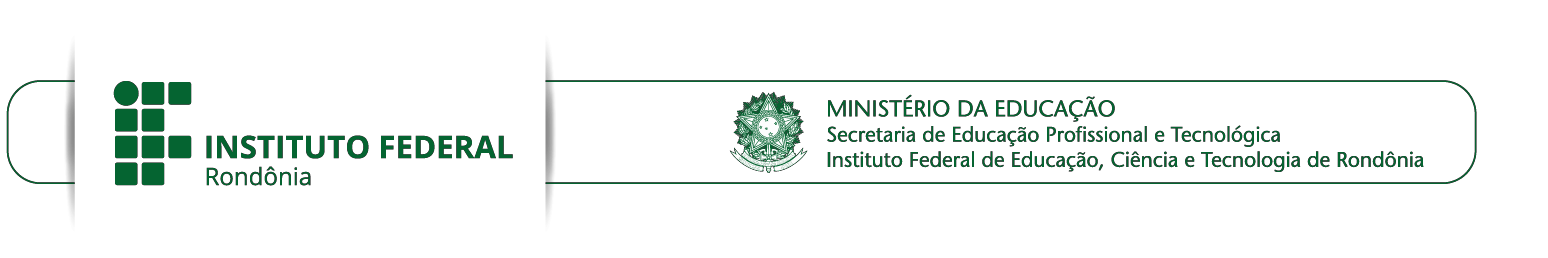 INSTITUTO FEDERAL
Rondônia
MINISTÉRIO DA EDUCAÇÃO
Secretaria de Educação Profissional e Tecnológica
Instituto Federal de Educação, Ciência e Tecnologia de Rondônia